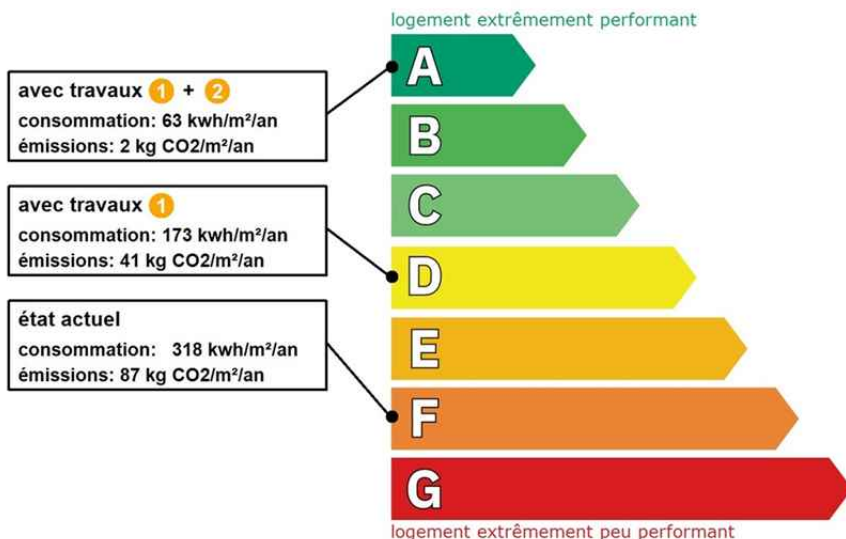 logement extrêmement performant
avec travaux 1 + 2
consommation: 63 kwh/m²/an
émissions: 2 kg CO2/m²/an
avec travaux 1
consommation: 173 kwh/m²/an
émissions: 41 kg CO2/m²/an
état actuel
consommation: 318 kwh/m²/an
émissions: 87 kg CO2/m²/an
A
B
C
D
E
F
G
logement extrêmement peu performant